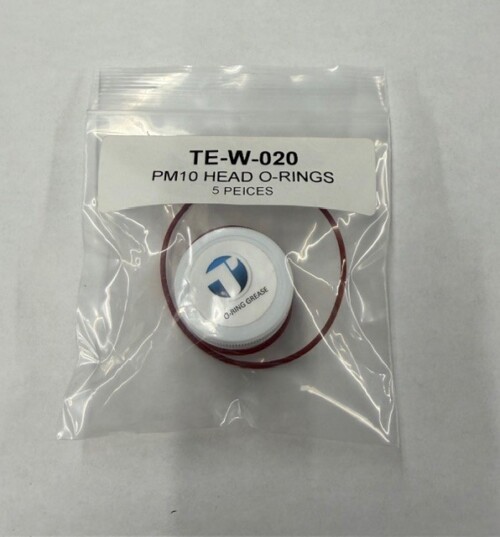 TE-W-020
PM10 HEAD O-RINGS
5 PEICES
T
O-RING GREASE